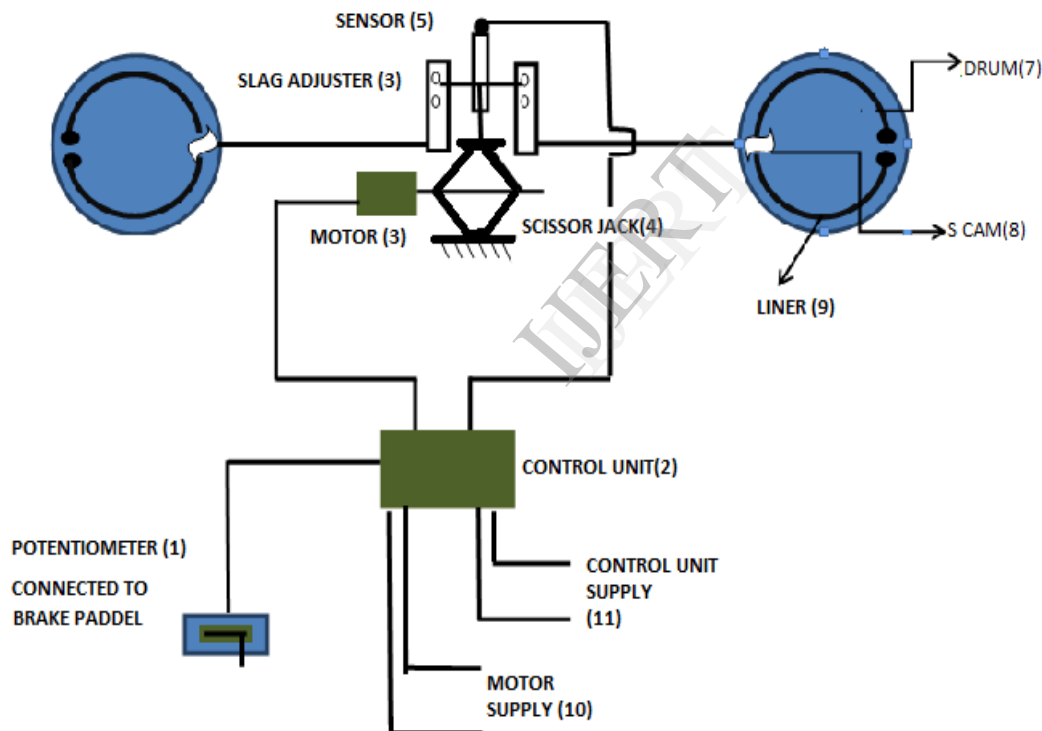 SENSOR (5)
SLAG ADJUSTER (3)
DRUM(7)
MOTOR (3)
SCISSOR JACK(4)
S CAM(8)
LINER (9)
IJERT
CONTROL UNIT(2)
POTENTIOMETER (1)
CONNECTED TO
BRAKE PADDEL
CONTROL UNIT
SUPPLY
(11)
MOTOR
SUPPLY (10)